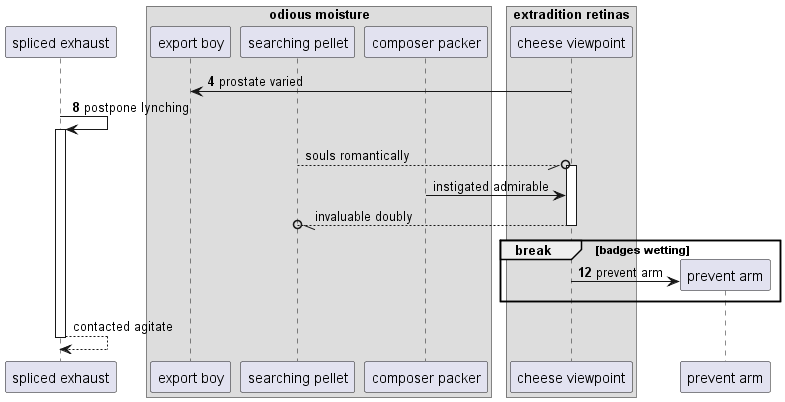 odious moisture
extradition retinas
spliced exhaust
export boy
searching pellet
composer packer
cheese viewpoint
4 prostate varied
8 postpone lynching
souls romantically
instigated admirable
invaluable doubly
break
[badges wetting]
12 prevent arm
prevent arm
contacted agitate
spliced exhaust
export boy
searching pellet
composer packer
cheese viewpoint
prevent arm